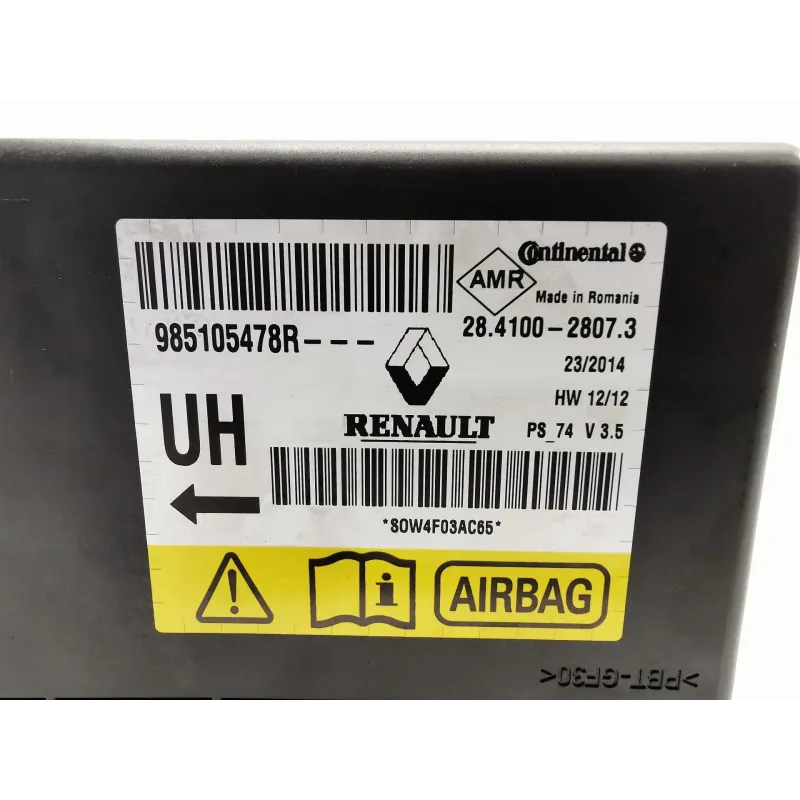 Continental
AMR
Made in Romania
985105478R---
28.4100-2807.3
23/2014
HW 12/12
RENAULT
PS_74 V 3.5
UH
*80W4F03AC65*
i
AIRBAG
>PBT-GF30<